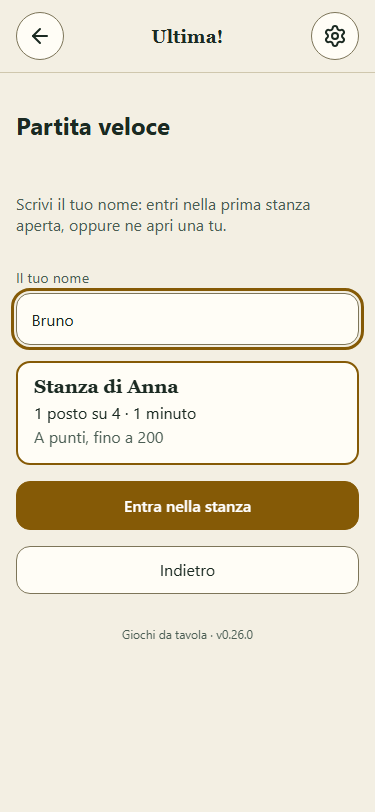 Ultima!
Partita veloce
Scrivi il tuo nome: entri nella prima stanza
aperta, oppure ne apri una tu.
Il tuo nome
Bruno
Stanza di Anna
1 posto su 4 · 1 minuto
A punti, fino a 200
Entra nella stanza
Indietro
Giochi da tavola · v0.26.0